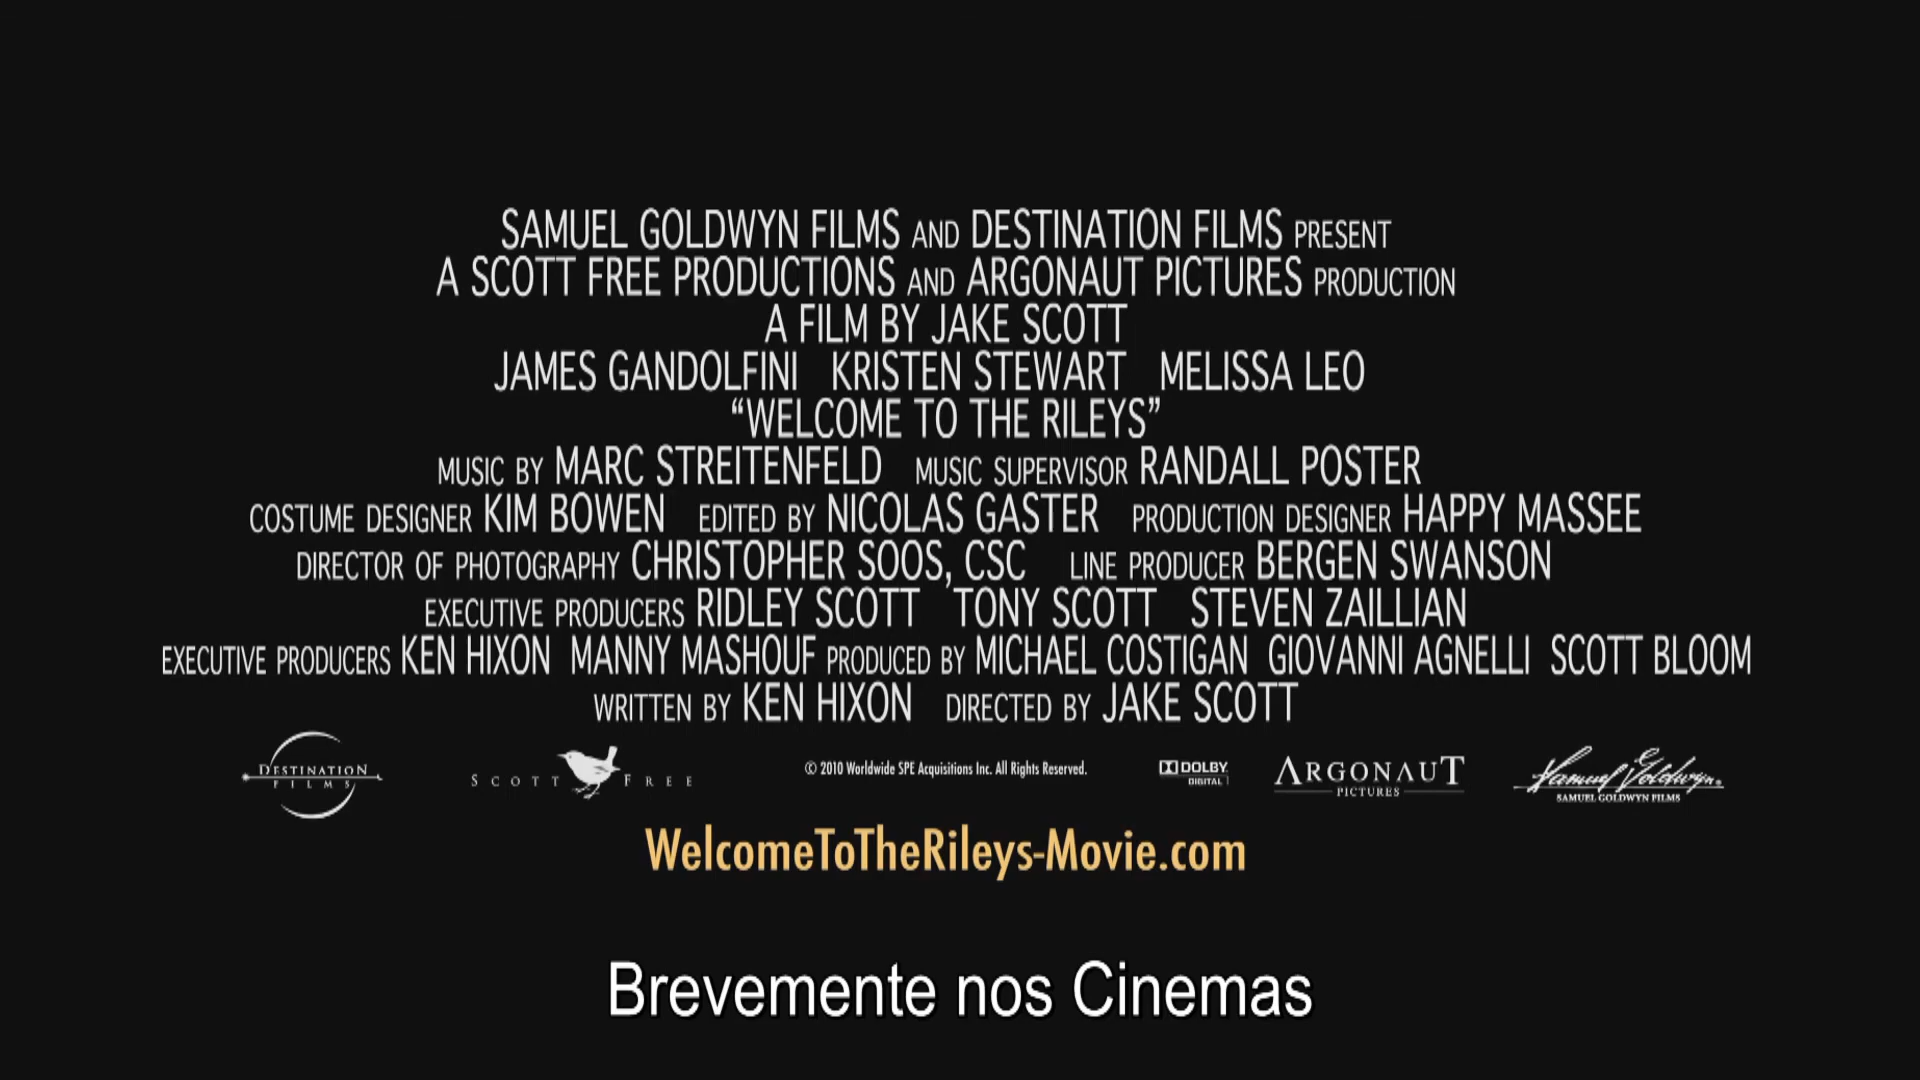 SAMUEL GOLDWYN FILMS AND DESTINATION FILMS PRESENT
A SCOTT FREE PRODUCTIONS AND ARGONAUT PICTURES PRODUCTION
A FILM BY JAKE SCOTT
JAMES GANDOLFINI KRISTEN STEWART MELISSA LEO
“WELCOME TO THE RILEYS”
MUSIC BY MARC STREITENFELD MUSIC SUPERVISOR RANDALL POSTER
COSTUME DESIGNER KIM BOWEN EDITED BY NICOLAS GASTER PRODUCTION DESIGNER HAPPY MASSEE
DIRECTOR OF PHOTOGRAPHY CHRISTOPHER SOOS, CSC LINE PRODUCER BERGEN SWANSON
EXECUTIVE PRODUCERS RIDLEY SCOTT TONY SCOTT STEVEN ZAILLIAN
EXECUTIVE PRODUCERS KEN HIXON MANNY MASHOUF PRODUCED BY MICHAEL COSTIGAN GIOVANNI AGNELLI SCOTT BLOOM
WRITTEN BY KEN HIXON DIRECTED BY JAKE SCOTT
DESTINATION
FILMS
SCOTT FREE
© 2010 Worldwide SPE Acquisitions Inc. All Rights Reserved.
DOLBY
DIGITAL
ARGONAUT
PICTURES
Samuel Goldwyn.
SAMUEL GOLDWYN FILMS
WelcomeToTheRileys-Movie.com
Brevemente nos Cinemas